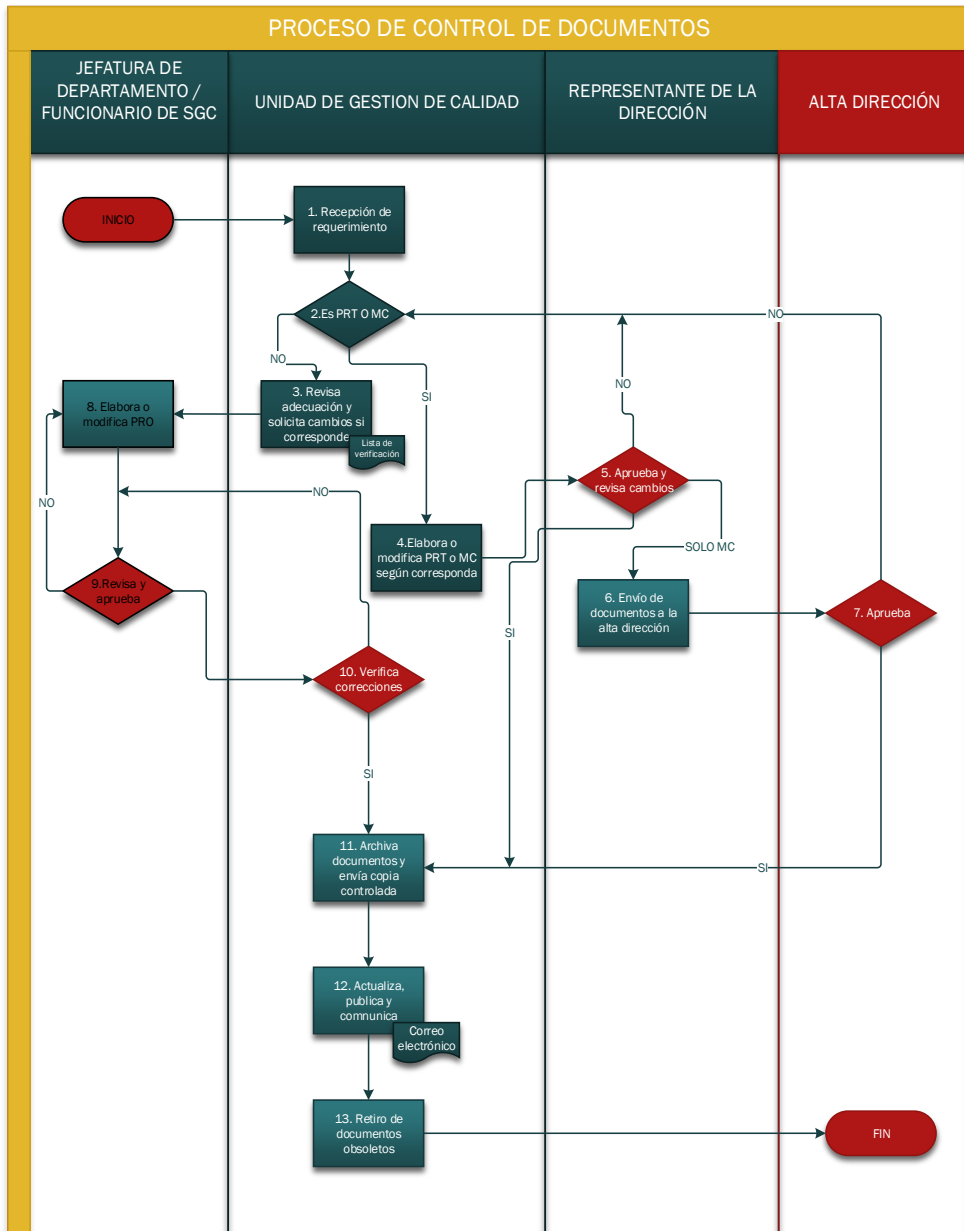 PROCESO DE CONTROL DE DOCUMENTOS
JEFATURA DE
DEPARTAMENTO /
FUNCIONARIO DE SGC
UNIDAD DE GESTION DE CALIDAD
REPRESENTANTE DE LA
DIRECCIÓN
ALTA DIRECCIÓN
INICIO
1. Recepción de
requerimiento
2.Es PRT O MC
NO
NO
3. Revisa
adecuación y
solicita cambios si
corresponde
Lista de
verificación
SI
NO
8. Elabora o
modifica PRO
5. Aprueba y
revisa cambios
NO
NO
4.Elabora o
modifica PRT o MC
según corresponda
SOLO MC
9.Revisa y
aprueba
6. Envío de
documentos a la
alta dirección
7. Aprueba
SI
10. Verifica
correcciones
SI
11. Archiva
documentos y
envía copia
controlada
SI
12. Actualiza,
publica y
comnunica
Correo
electrónico
13. Retiro de
documentos
obsoletos
FIN